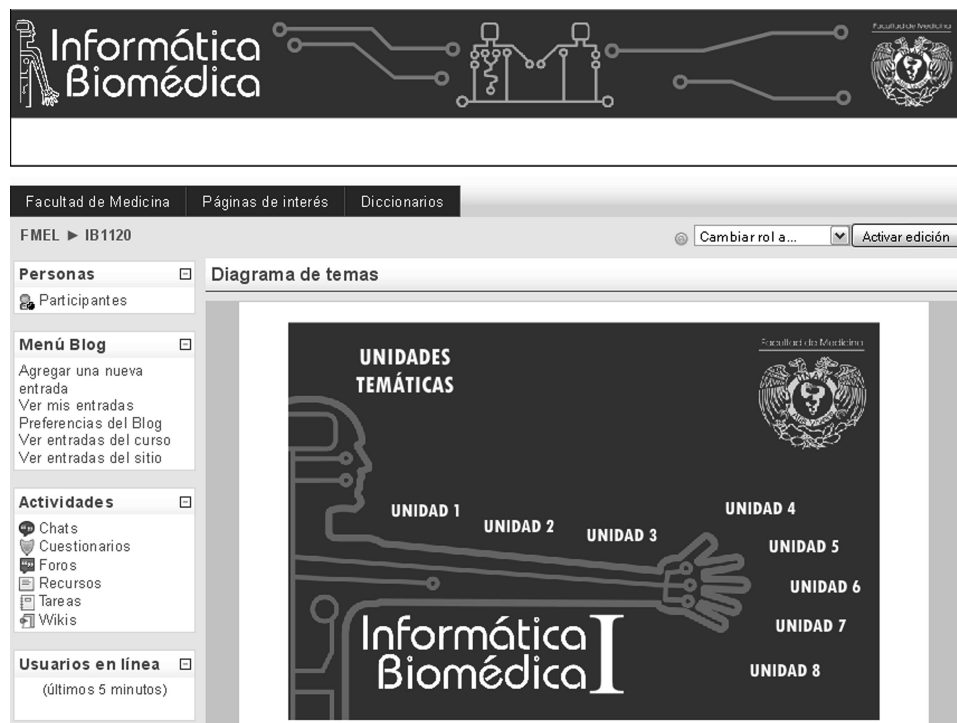 Informática
Biomédica
Facultad de Medicina
Facultad de Medicina Páginas de interés Diccionarios
FMEL ► IB1120
Cambiar rol a...
Activar edición
Personas
Participantes
Menú Blog
Agregar una nueva
entrada
Ver mis entradas
Preferencias del Blog
Ver entradas del curso
Ver entradas del sitio
Actividades
Chats
Cuestionarios
Foros
Recursos
Tareas
Wikis
Usuarios en línea
(últimos 5 minutos)
Diagrama de temas
UNIDADES
TEMÁTICAS
Facultad de Medicina
UNIDAD 1
UNIDAD 2
UNIDAD 3
UNIDAD 4
UNIDAD 5
UNIDAD 6
UNIDAD 7
UNIDAD 8
Informática I
Biomédica